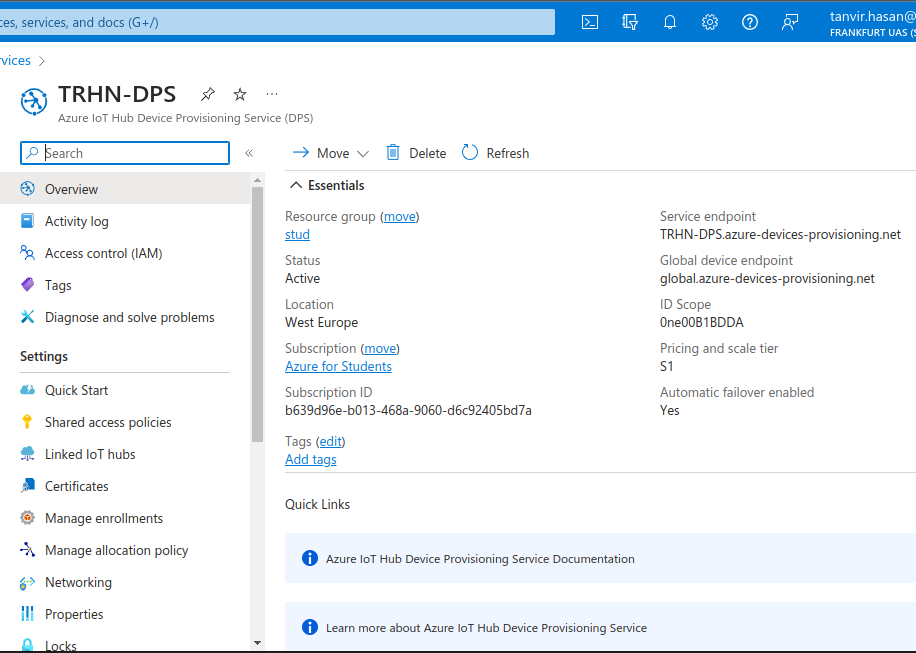 ces, services, and docs (G+/)
tanvir.hasan@
FRANKFURT UAS (
rvices
TRHN-DPS
Azure IoT Hub Device Provisioning Service (DPS)
Search
Move
Delete
Refresh
Overview
Activity log
Access control (IAM)
Tags
Diagnose and solve problems
Settings
Quick Start
Shared access policies
Linked IoT hubs
Certificates
Manage enrollments
Manage allocation policy
Networking
Properties
Locks
Essentials
Resource group (move)
stud
Status
Active
Location
West Europe
Subscription (move)
Azure for Students
Subscription ID
b639d96e-b013-468a-9060-d6c92405bd7a
Tags (edit)
Add tags
Service endpoint
TRHN-DPS.azure-devices-provisioning.net
Global device endpoint
global.azure-devices-provisioning.net
ID Scope
0ne00B1BDDA
Pricing and scale tier
S1
Automatic failover enabled
Yes
Quick Links
Azure IoT Hub Device Provisioning Service Documentation
Learn more about Azure IoT Hub Device Provisioning Service